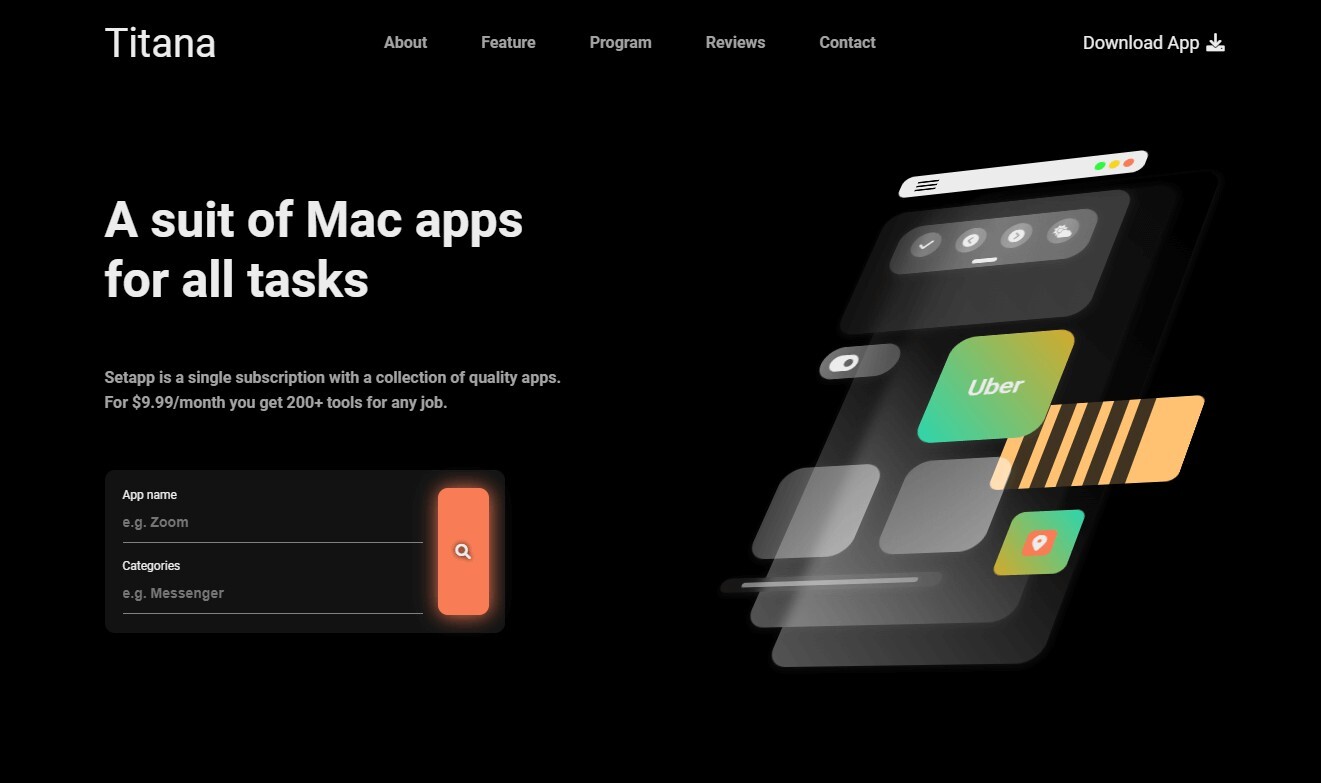 Titana
About Feature Program Reviews Contact
Download App
A suit of Mac apps
for all tasks
Setapp is a single subscription with a collection of quality apps.
For $9.99/month you get 200+ tools for any job.
App name
e.g. Zoom
Categories
e.g. Messenger
Uber